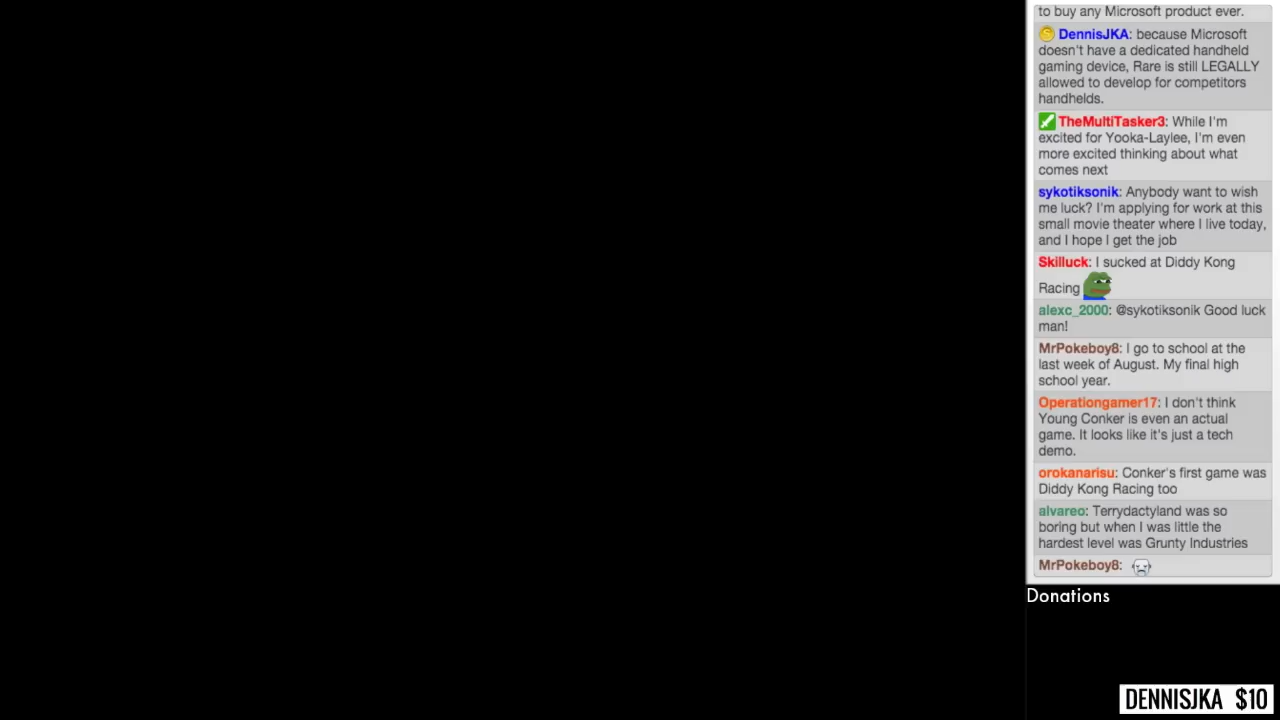 to buy any Microsoft product ever.
DennisJKA: because Microsoft
doesn't have a dedicated handheld
gaming device, Rare is still LEGALLY
allowed to develop for competitors
handhelds.
TheMultiTasker3: While I'm
excited for Yooka-Laylee, I'm even
more excited thinking about what
comes next
sykotiksonik: Anybody want to wish
me luck? I'm applying for work at this
small movie theater where I live today,
and I hope I get the job
Skilluck: I sucked at Diddy Kong
Racing
alexc_2000: @sykotiksonik Good luck
man!
MrPokeboy8: I go to school at the
last week of August. My final high
school year.
Operationgamer17: I don't think
Young Conker is even an actual
game. It looks like it's just a tech
demo.
orokanarisu: Conker's first game was
Diddy Kong Racing too
alvareo: Terrydactyland was so
boring but when I was little the
hardest level was Grunty Industries
MrPokeboy8:
Donations
DENNISJKA $10